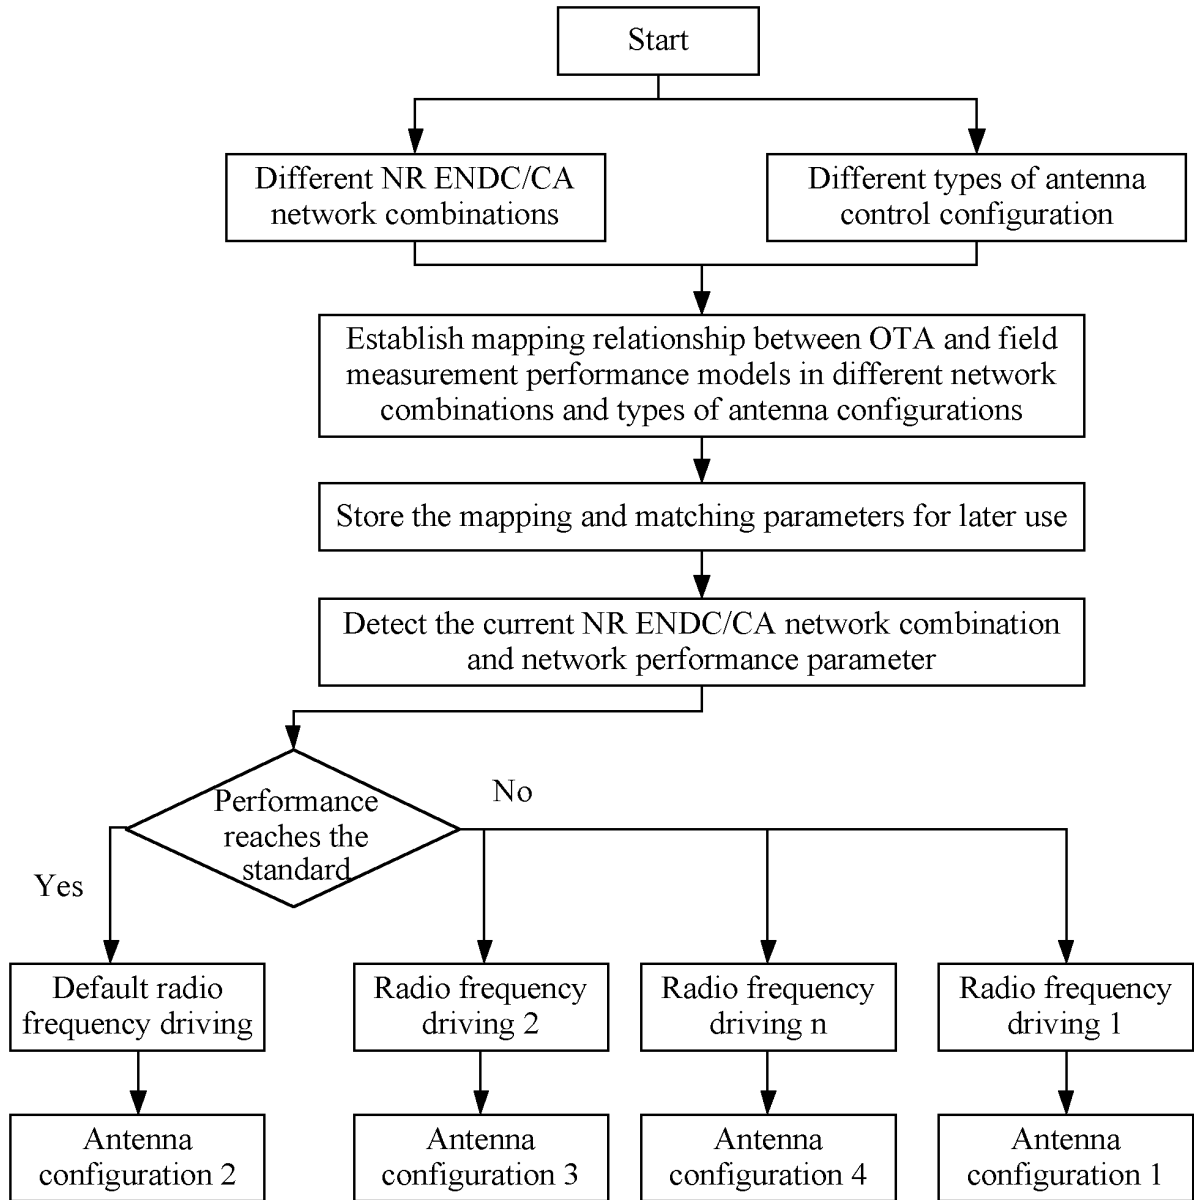 Start
Different NR ENDC/CA
network combinations
Different types of antenna
control configuration
Establish mapping relationship between OTA and field
measurement performance models in different network
combinations and types of antenna configurations
Store the mapping and matching parameters for later use
Detect the current NR ENDC/CA network combination
and network performance parameter
Performance
reaches the
standard
No
Yes
Default radio
frequency driving
Radio frequency
driving 2
Radio frequency
driving n
Radio frequency
driving 1
Antenna
configuration 2
Antenna
configuration 3
Antenna
configuration 4
Antenna
configuration 1